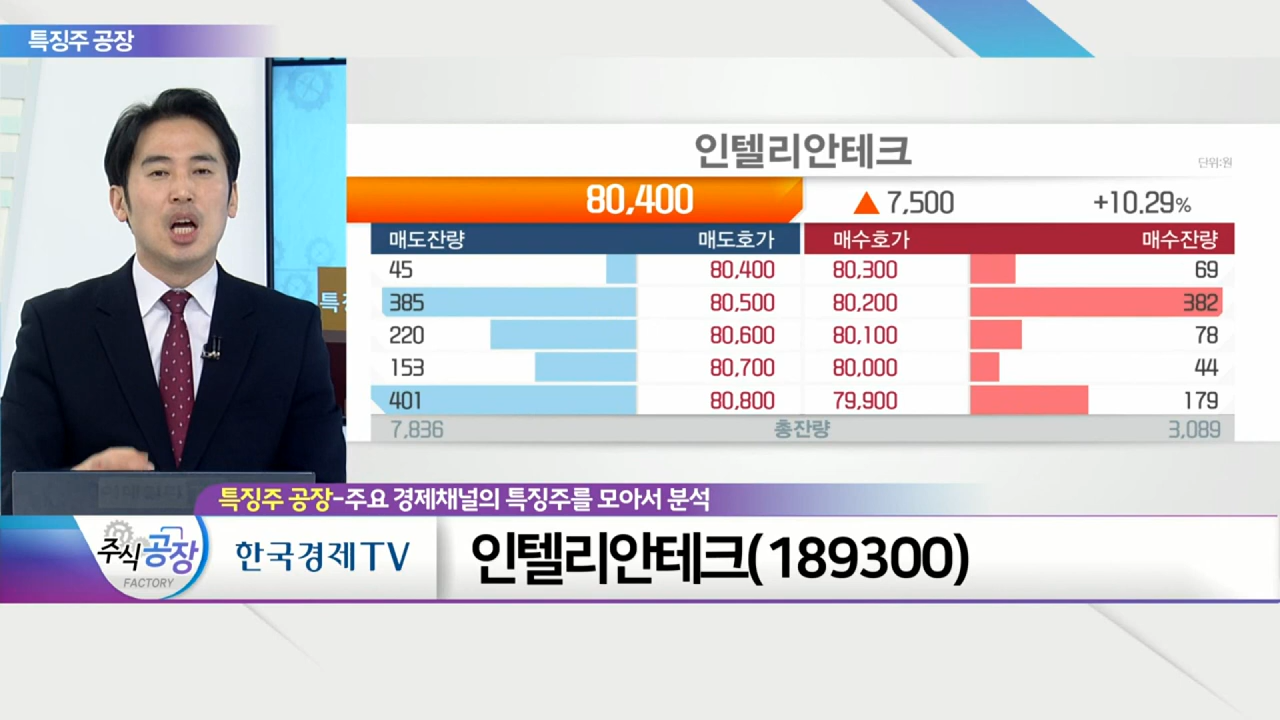 특징주 공장
인텔리안테크
단위:원
80,400 ▲ 7,500 +10.29%
매도잔량 매도호가 매수호가 매수잔량
45 80,400 80,300 69
385 80,500 80,200 382
220 80,600 80,100 78
153 80,700 80,000 44
401 80,800 79,900 179
7,836 총잔량 3,089
특징주 공장-주요 경제채널의 특징주를 모아서 분석
주식공장
FACTORY
한국경제TV
인텔리안테크(189300)